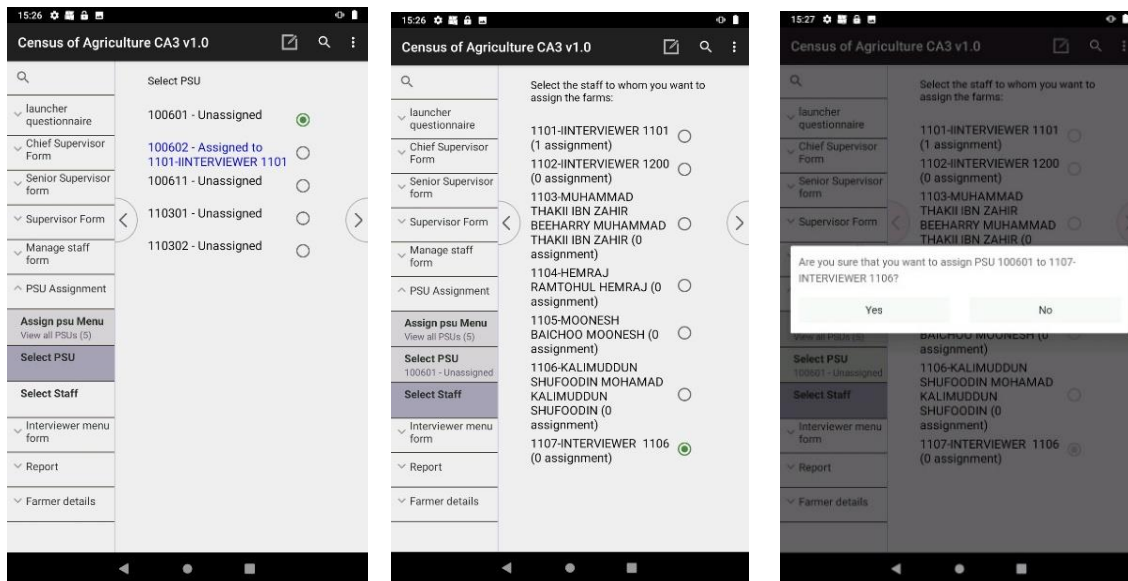 15:26
Census of Agriculture CA3 v1.0
launcher
questionnaire
Chief Supervisor
Form
Senior Supervisor
form
Supervisor Form
Manage staff
form
PSU Assignment
Assign psu Menu
View all PSUs (5)
Select PSU
Select Staff
Interviewer menu
form
Report
Farmer details
Select PSU
100601 - Unassigned
100602 - Assigned to
1101-IINTERVIEWER 1101
100611 - Unassigned
110301 - Unassigned
110302 - Unassigned
15:26
Census of Agriculture CA3 v1.0
launcher
questionnaire
Chief Supervisor
Form
Senior Supervisor
form
Supervisor Form
Manage staff
form
PSU Assignment
Assign psu Menu
View all PSUs (5)
Select PSU
100601 - Unassigned
Select Staff
Interviewer menu
form
Report
Farmer details
Select the staff to whom you want to
assign the farms:
1101-IINTERVIEWER 1101
(1 assignment)
1102-INTERVIEWER 1200
(0 assignment)
1103-MUHAMMAD
THAKII IBN ZAHIR
BEEHARRY MUHAMMAD
THAKII IBN ZAHIR (0
assignment)
1104-HEMRAJ
RAMTOHUL HEMRAJ (0
assignment)
1105-MOONESH
BAICHOO MOONESH (0
assignment)
1106-KALIMUDDUN
SHUFOODIN MOHAMAD
KALIMUDDUN
SHUFOODIN (0
assignment)
1107-INTERVIEWER 1106
(0 assignment)
15:27
Census of Agriculture CA3 v1.0
launcher
questionnaire
Chief Supervisor
Form
Senior Supervisor
form
Supervisor Form
View all PSUs (5)
Select PSU
100601 - Unassigned
Select Staff
Interviewer menu
form
Report
Farmer details
Select the staff to whom you want to
assign the farms:
1101-IINTERVIEWER 1101
(1 assignment)
1102-INTERVIEWER 1200
(0 assignment)
1103-MUHAMMAD
THAKII IBN ZAHIR
BEEHARRY MUHAMMAD
THAKII IBN ZAHIR (0
Are you sure that you want to assign PSU 100601 to 1107-
INTERVIEWER 1106?
Yes
No
BAICHOO MOONESH (0
assignment)
1106-KALIMUDDUN
SHUFOODIN MOHAMAD
KALIMUDDUN
SHUFOODIN (0
assignment)
1107-INTERVIEWER 1106
(0 assignment)